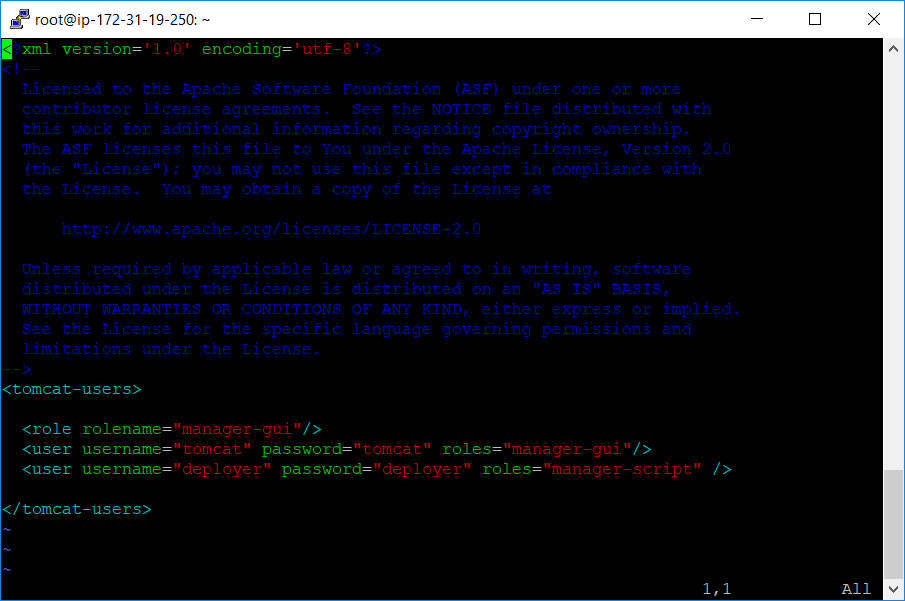 root@ip-172-31-19-250: ~
<?xml version='1.0' encoding='utf-8'?>
<!--
  Licensed to the Apache Software Foundation (ASF) under one or more
  contributor license agreements.  See the NOTICE file distributed with
  this work for additional information regarding copyright ownership.
  The ASF licenses this file to You under the Apache License, Version 2.0
  (the "License"); you may not use this file except in compliance with
  the License.  You may obtain a copy of the License at
      http://www.apache.org/licenses/LICENSE-2.0
  Unless required by applicable law or agreed to in writing, software
  distributed under the License is distributed on an "AS IS" BASIS,
  WITHOUT WARRANTIES OR CONDITIONS OF ANY KIND, either express or implied.
  See the License for the specific language governing permissions and
  limitations under the License.
-->
<tomcat-users>
  <role rolename="manager-gui"/>
  <user username="tomcat" password="tomcat" roles="manager-gui"/>
  <user username="deployer" password="deployer" roles="manager-script" />
</tomcat-users>
~
~
~
1,1 All